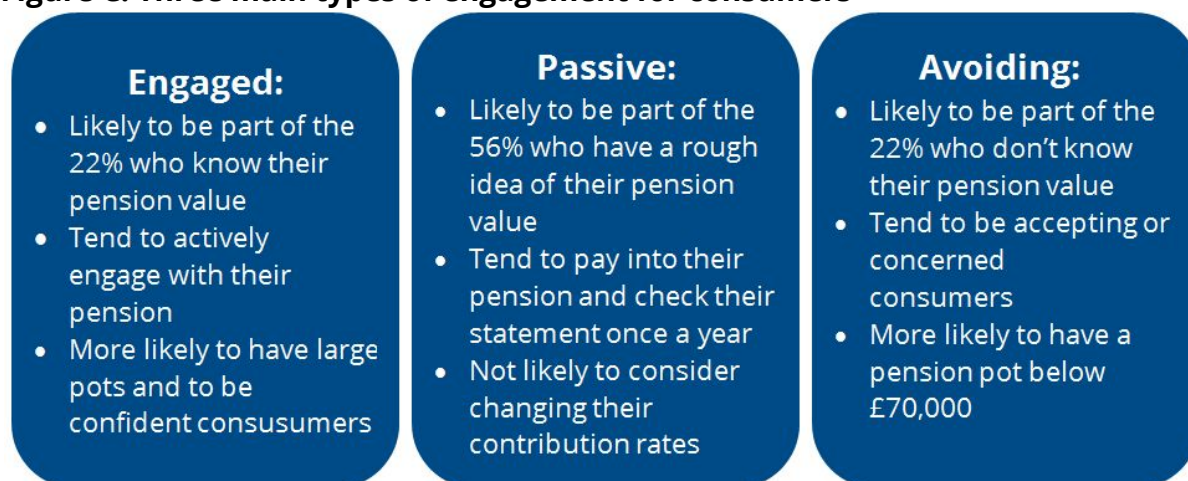 Engaged:
• Likely to be part of the
22% who know their
pension value
• Tend to actively
engage with their
pension
• More likely to have large
pots and to be
confident consusumers
Passive:
• Likely to be part of the
56% who have a rough
idea of their pension
value
• Tend to pay into their
pension and check their
statement once a year
• Not likely to consider
changing their
contribution rates
Avoiding:
• Likely to be part of the
22% who don’t know
their pension value
• Tend to be accepting or
concerned
consumers
• More likely to have a
pension pot below
£70,000